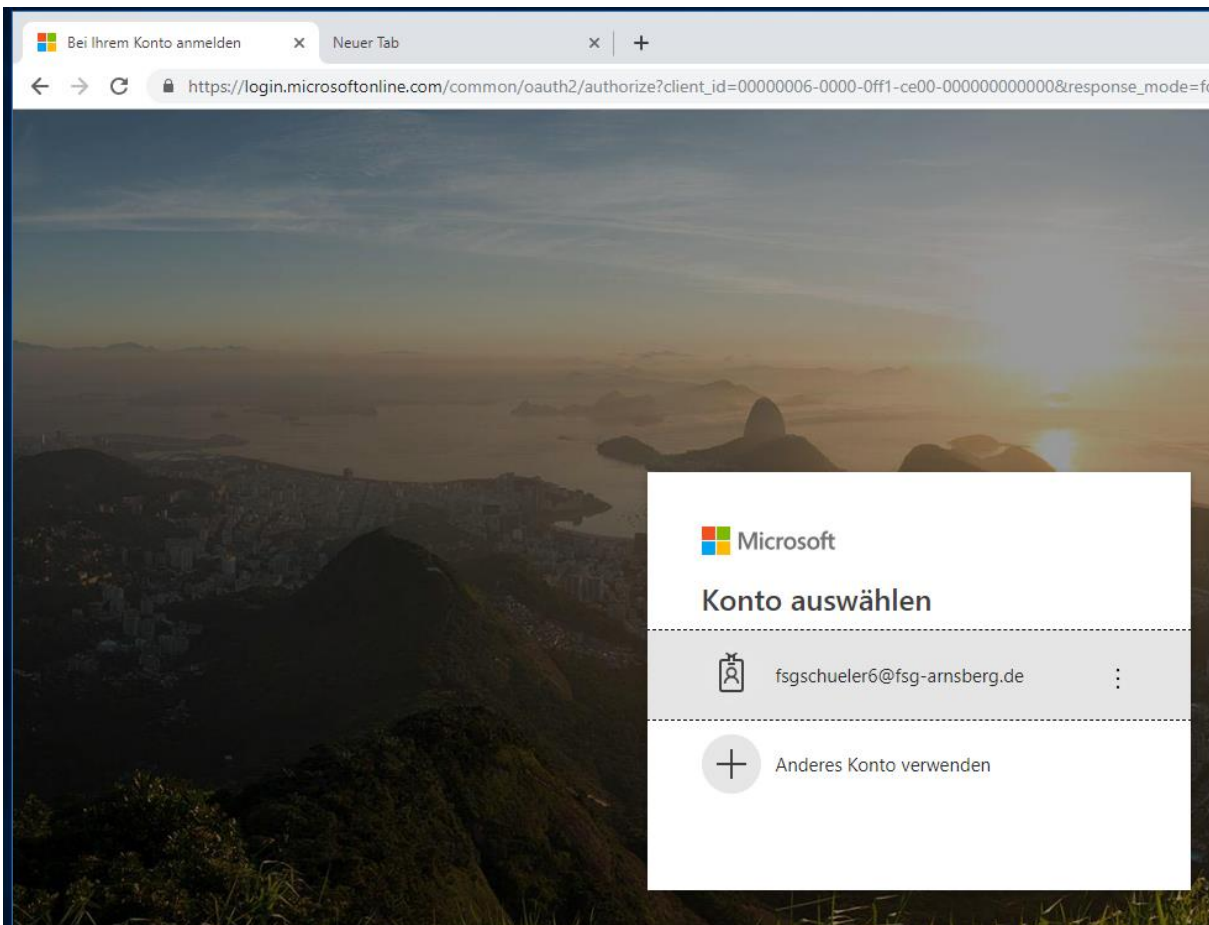 Bei Ihrem Konto anmelden
Neuer Tab
https://login.microsoftonline.com/common/oauth2/authorize?client_id=00000006-0000-0ff1-ce00-000000000000&response_mode=fo
Microsoft
Konto auswählen
fsgschueler6@fsg-arnsberg.de
Anderes Konto verwenden